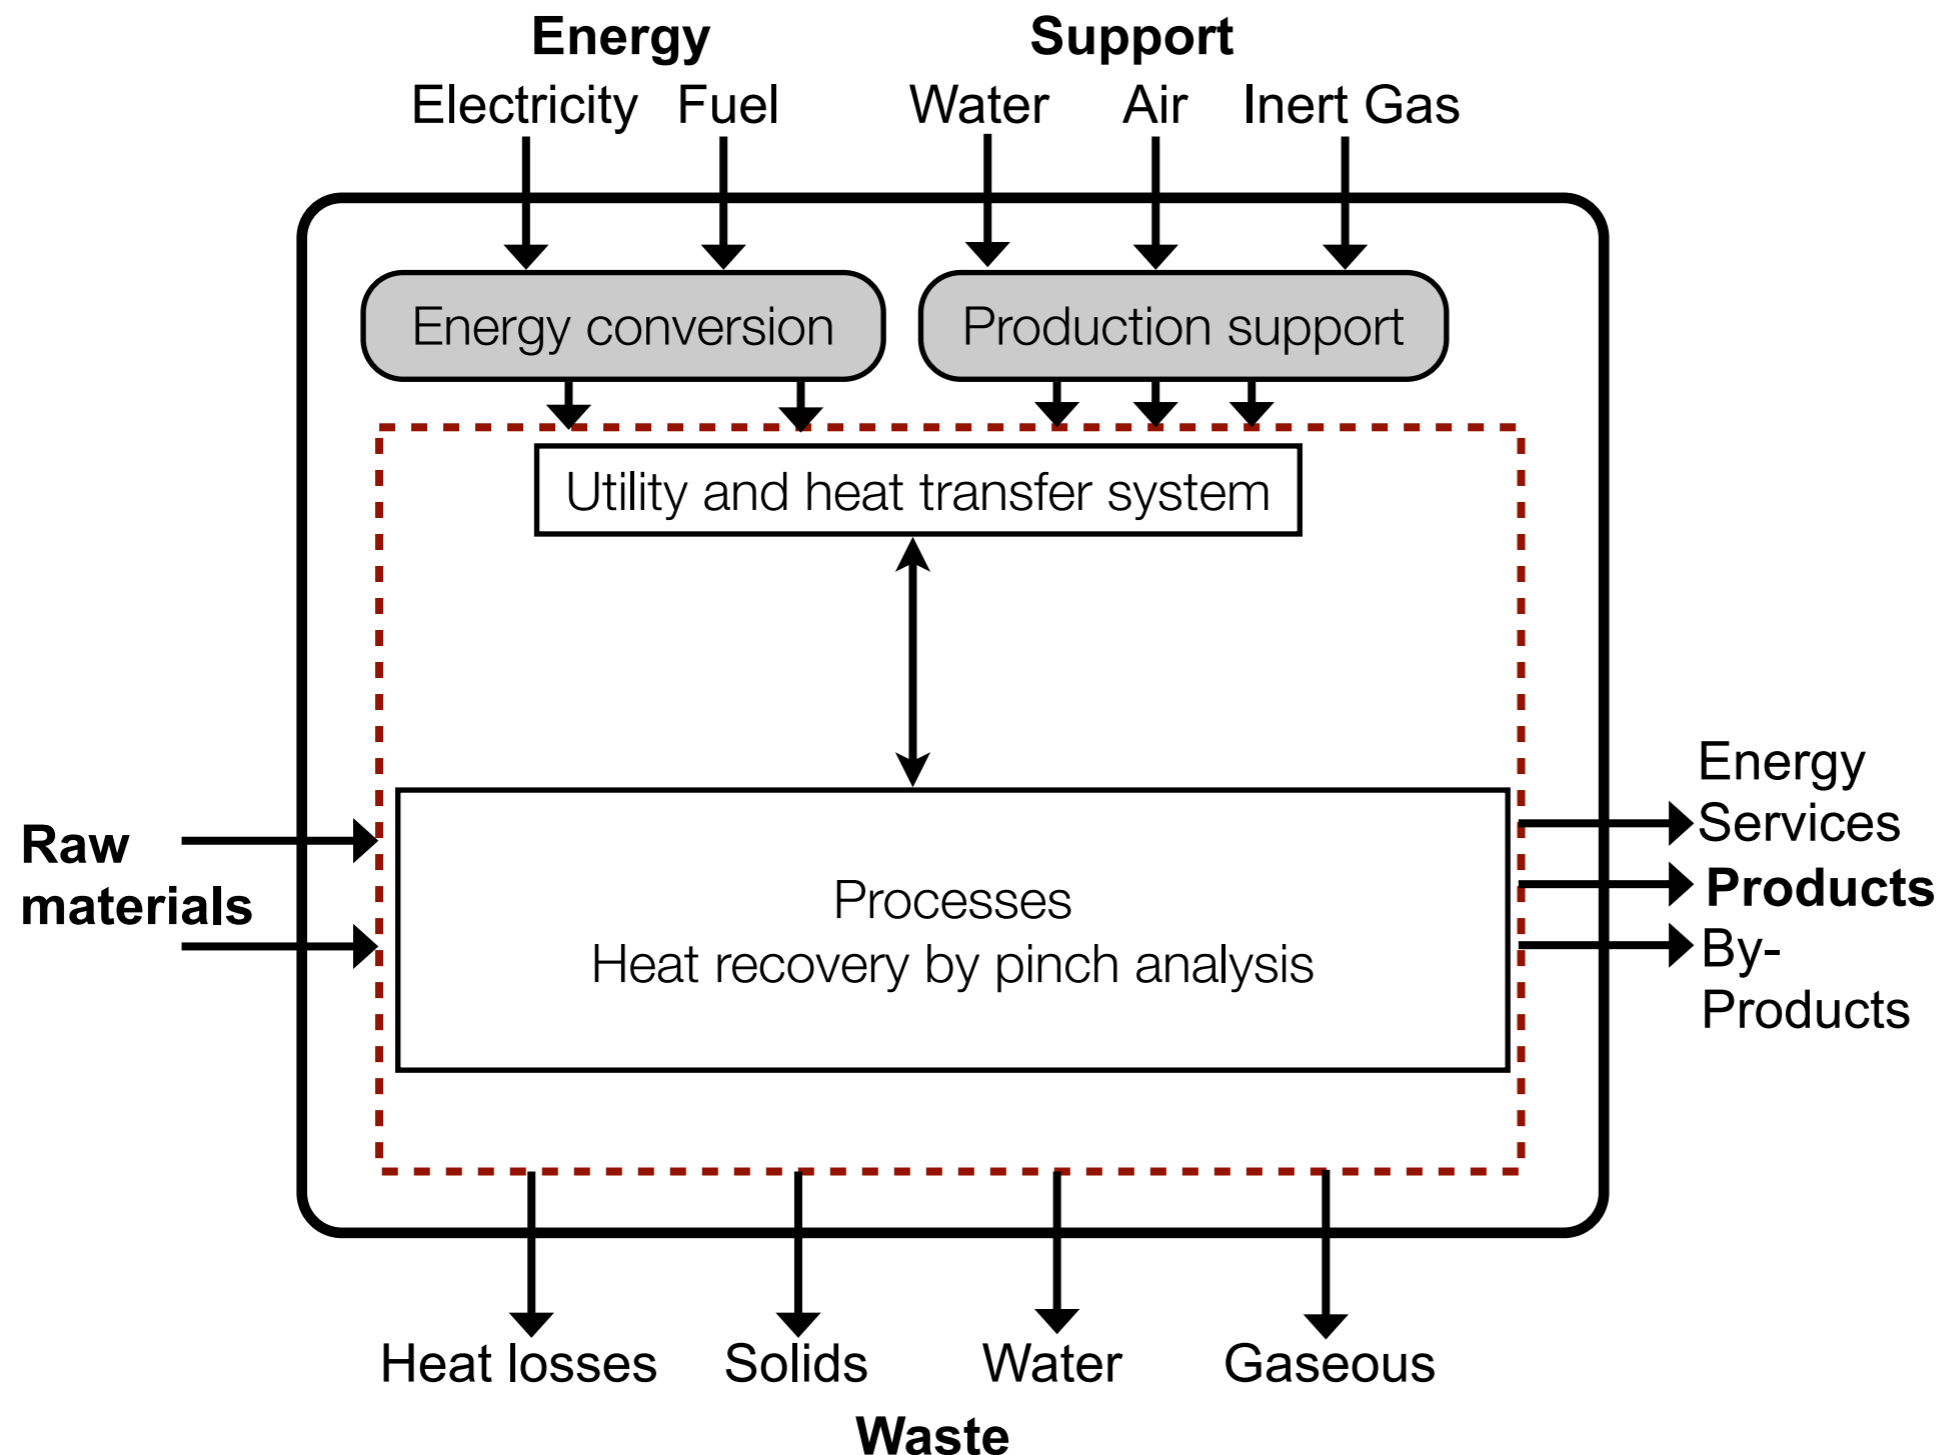 Energy
Support
Electricity
Fuel
Water
Air
Inert Gas
Energy conversion
Production support
Utility and heat transfer system
Raw
materials
Processes
Heat recovery by pinch analysis
Energy
Services
Products
By-
Products
Heat losses
Solids
Water
Gaseous
Waste